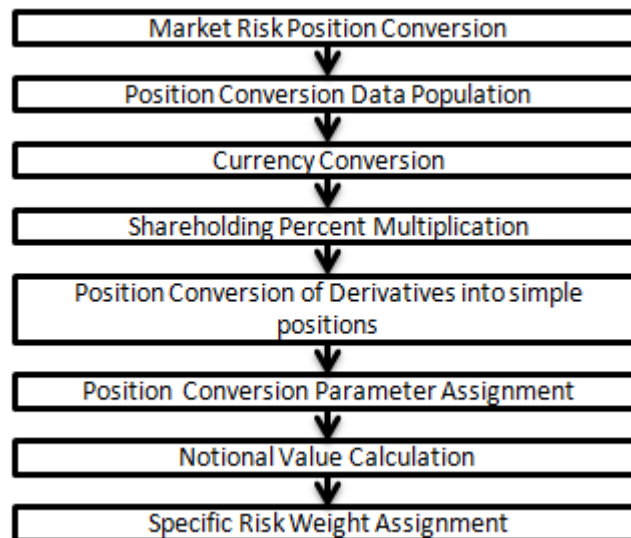 Market Risk Position Conversion
Position Conversion Data Population
Currency Conversion
Shareholding Percent Multiplication
Position Conversion of Derivatives into simple
positions
Position Conversion Parameter Assignment
Notional Value Calculation
Specific Risk Weight Assignment